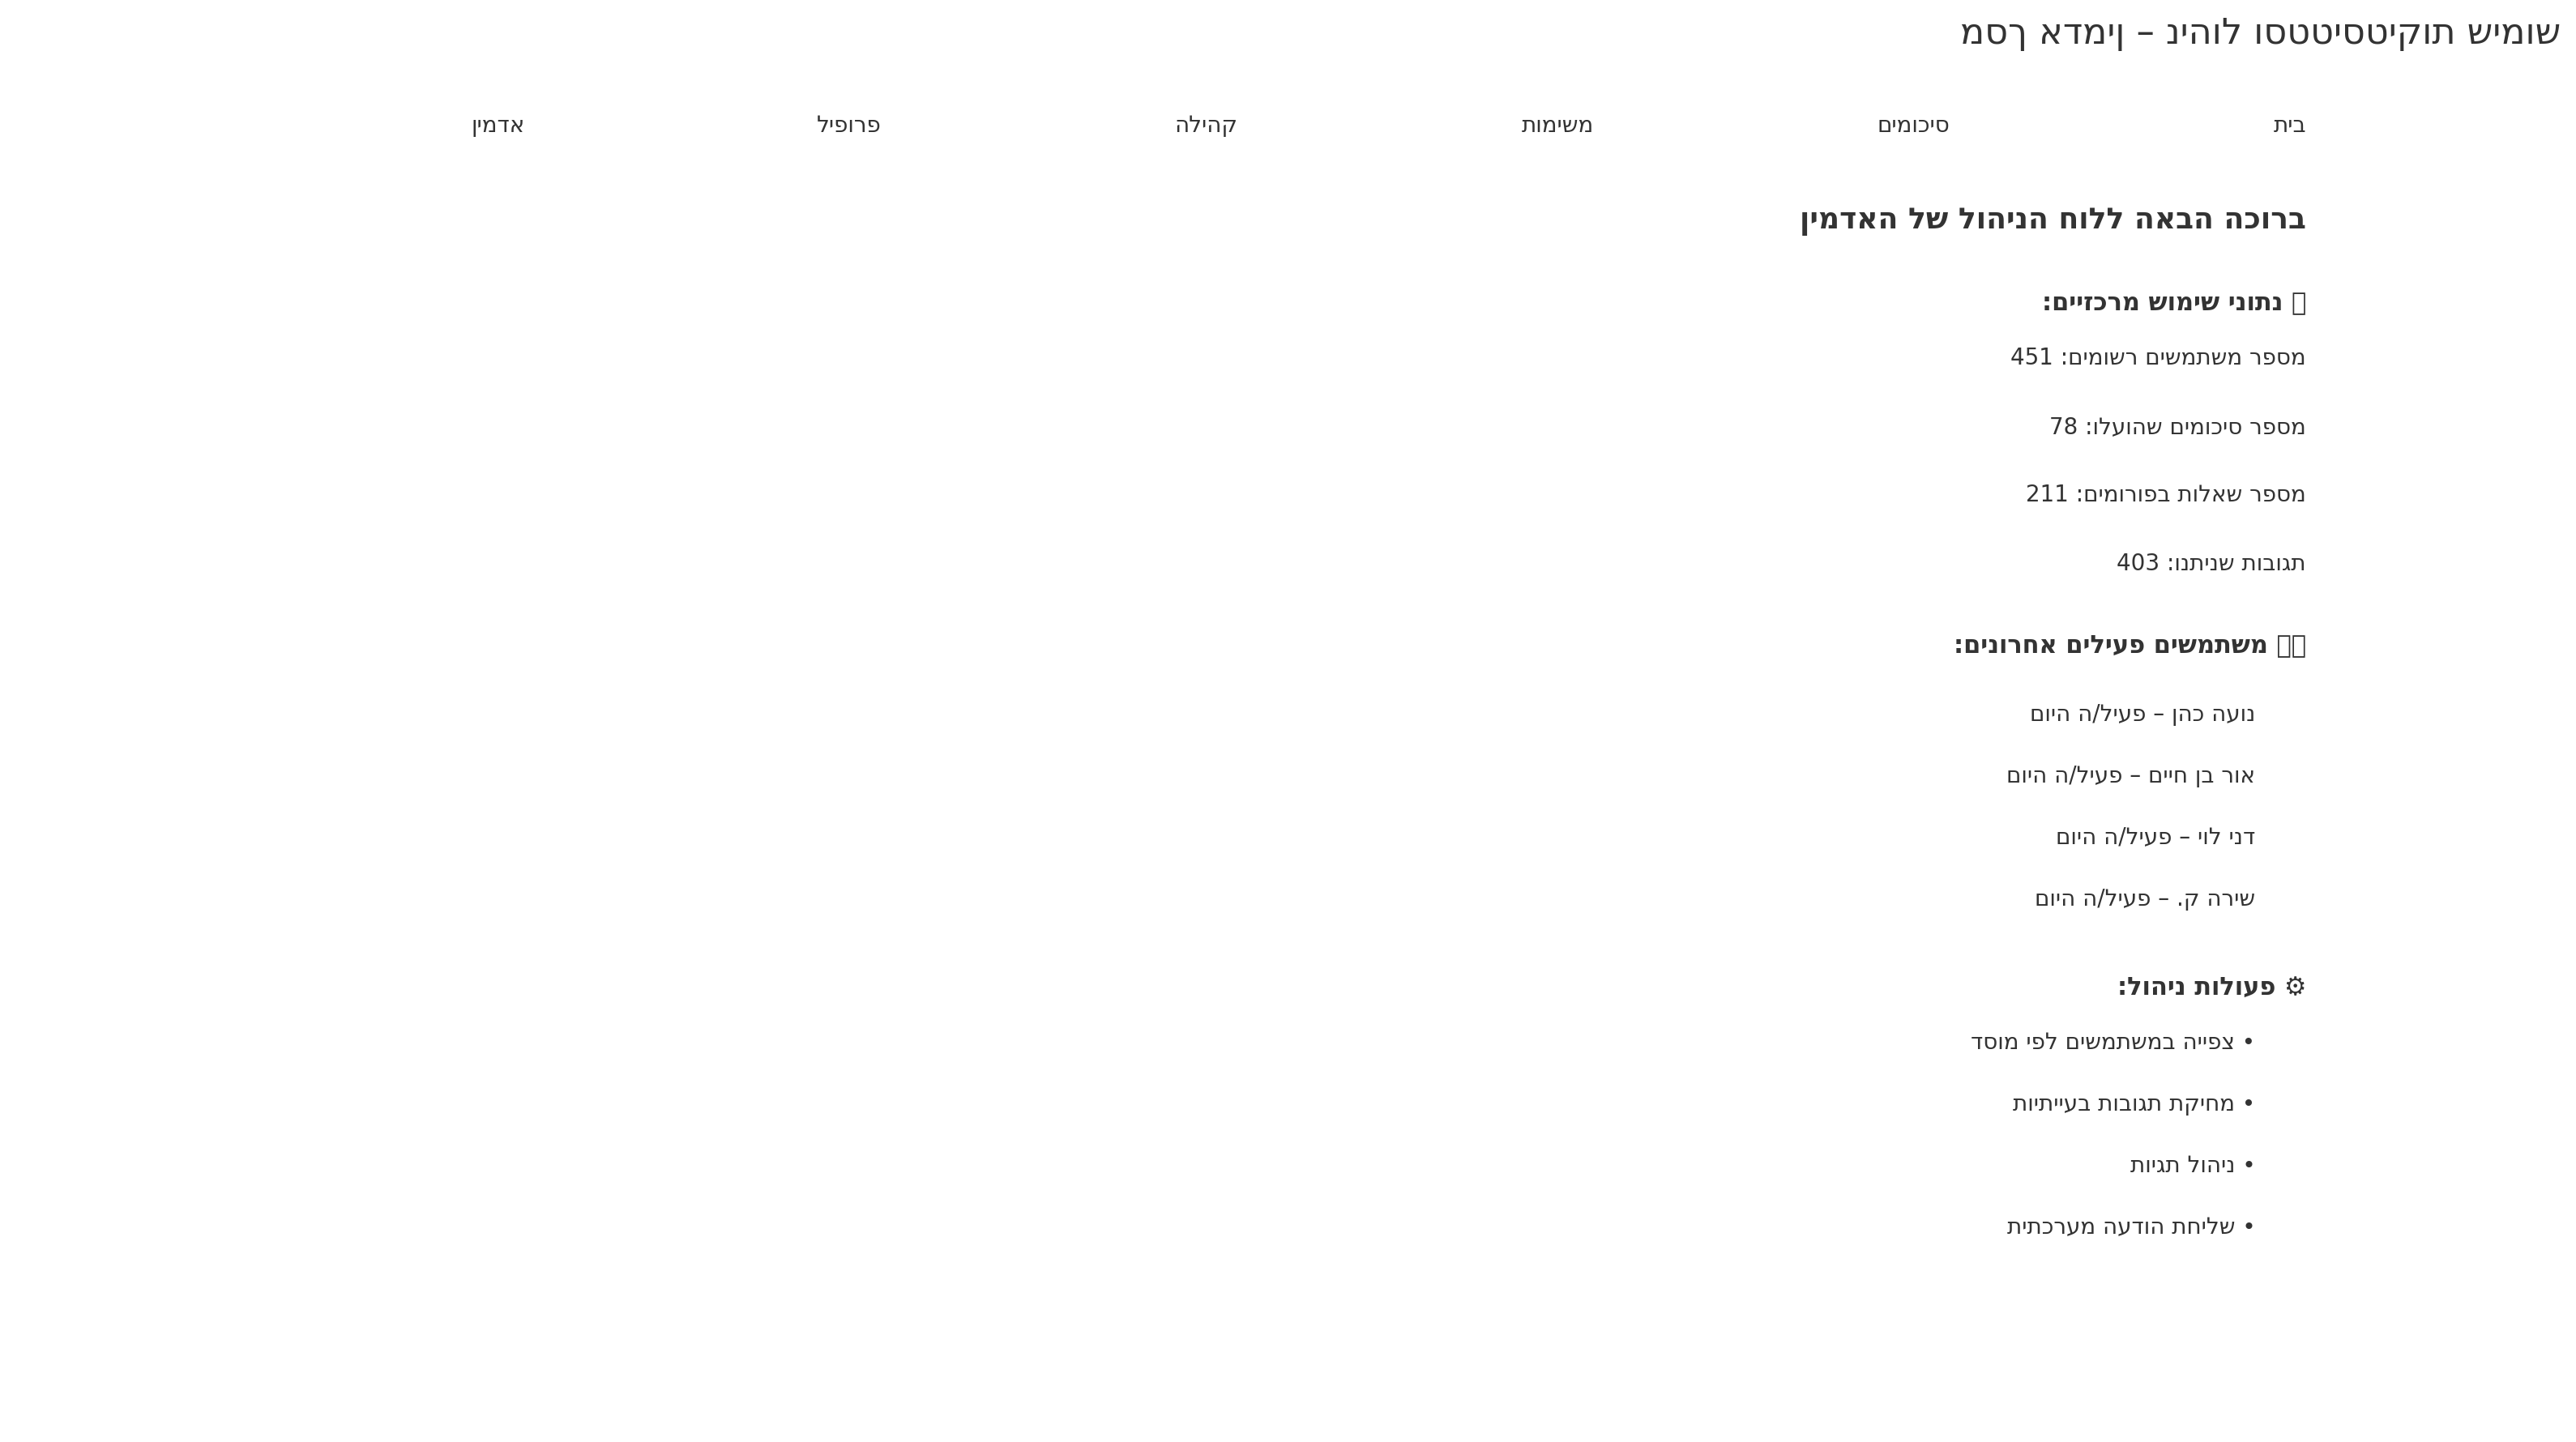 שומיש תוקיטסיטטסו לוהינ – ןימדא ךסמ
בית סיכומים משימות קהילה פרופיל אדמין
ברוכה הבאה ללוח הניהול של האדמין
נתוני שימוש מרכזיים:
מספר משתמשים רשומים: 451
מספר סיכומים שהועלו: 78
מספר שאלות בפורומים: 211
תגובות שניתנו: 403
משתמשים פעילים אחרונים:
נועה כהן – פעיל/ה היום
אור בן חיים – פעיל/ה היום
דני לוי – פעיל/ה היום
שירה ק. – פעיל/ה היום
⚙ פעולות ניהול:
• צפייה במשתמשים לפי מוסד
• מחיקת תגובות בעייתיות
• ניהול תגיות
• שליחת הודעה מערכתית